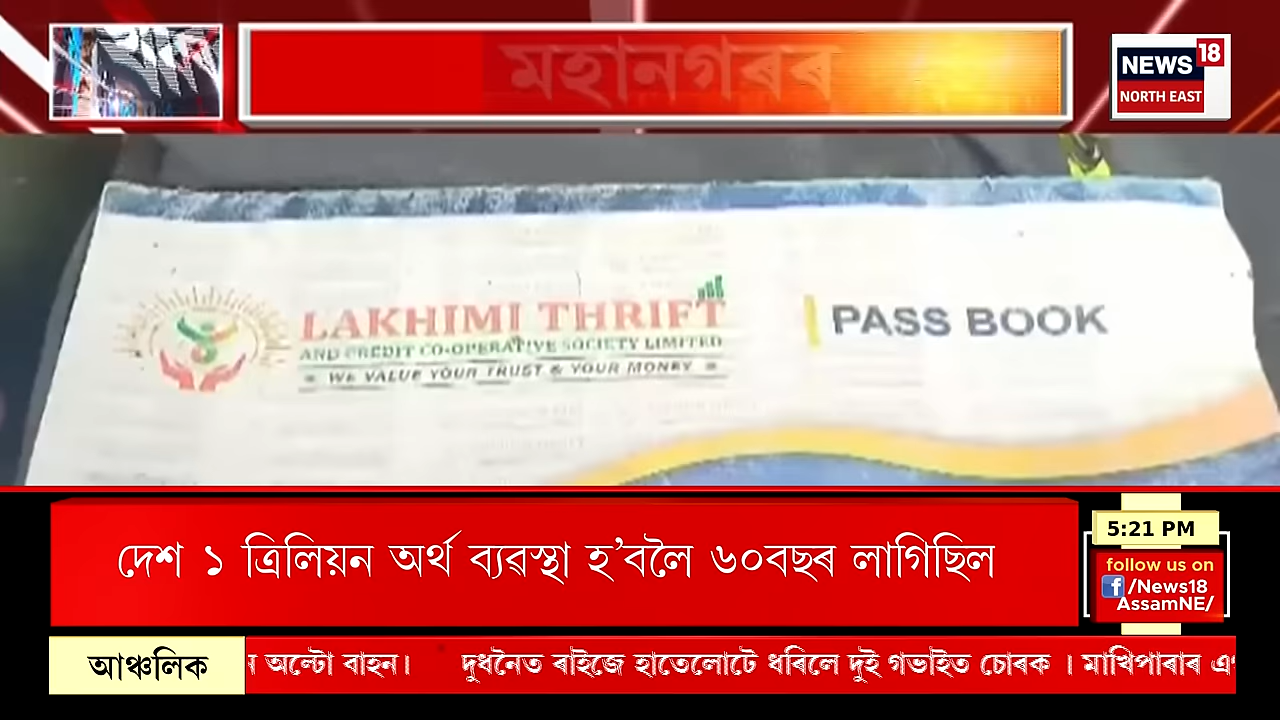 মহানগৰৰ
NEWS 18
NORTH EAST
LAKHIMI THRIFT
AND CREDIT CO-OPERATIVE SOCIETY LIMITED
WE VALUE YOUR TRUST & YOUR MONEY
PASS BOOK
দেশ ১ ট্ৰিলিয়ন অৰ্থ ব্যৱস্থা হ'বলৈ ৬০বছৰ লাগিছিল
5:21 PM
follow us on
/News18
AssamNE/
আঞ্চলিক
অল্টো বাহন। দুধনৈত ৰাইজে হাতেলোটে ধৰিলে দুই গভাইত চোৰক । মাখিপাৰাৰ